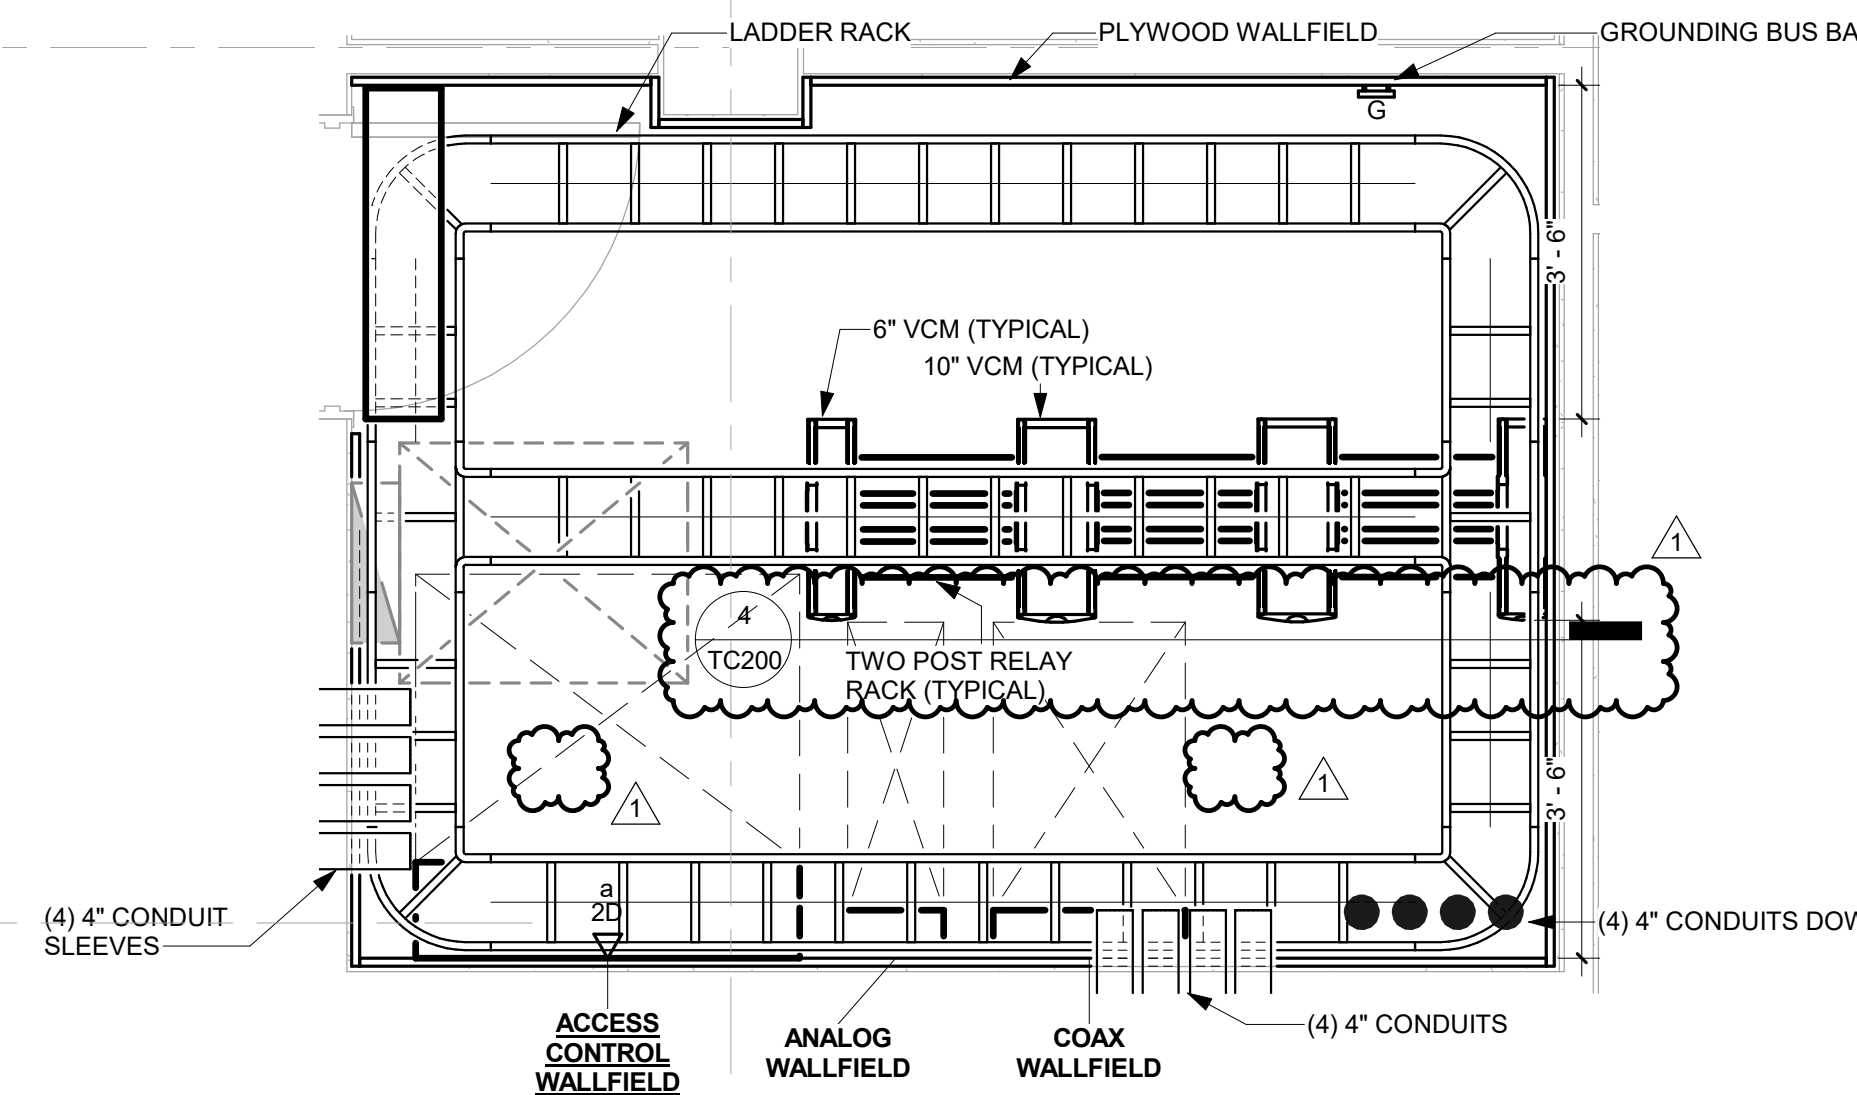 LADDER RACK
PLYWOOD WALLFIELD
GROUNDING BUS BA
G
3' - 6"
6" VCM (TYPICAL)
10" VCM (TYPICAL)
1
4
TC200
TWO POST RELAY
RACK (TYPICAL)
1
1
3' - 6"
a
2D
(4) 4" CONDUIT
SLEEVES
(4) 4" CONDUITS DOW
ACCESS
CONTROL
WALLFIELD
ANALOG
WALLFIELD
COAX
WALLFIELD
(4) 4" CONDUITS